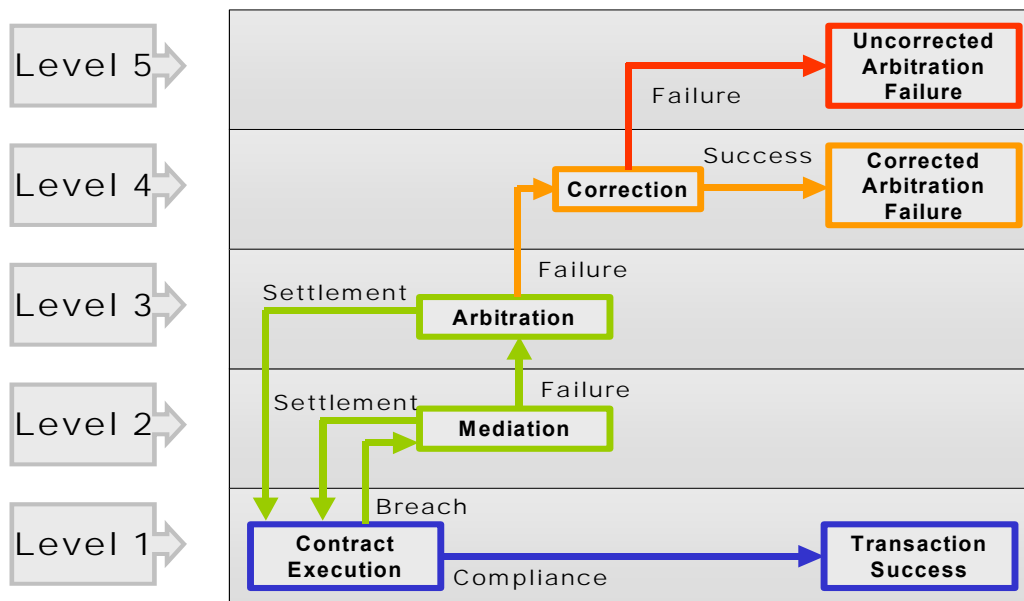 Level 5
Uncorrected
Arbitration
Failure
Failure
Level 4
Success
Correction
Corrected
Arbitration
Failure
Level 3
Failure
Settlement
Arbitration
Level 2
Failure
Settlement
Mediation
Level 1
Breach
Contract
Execution
Compliance
Transaction
Success